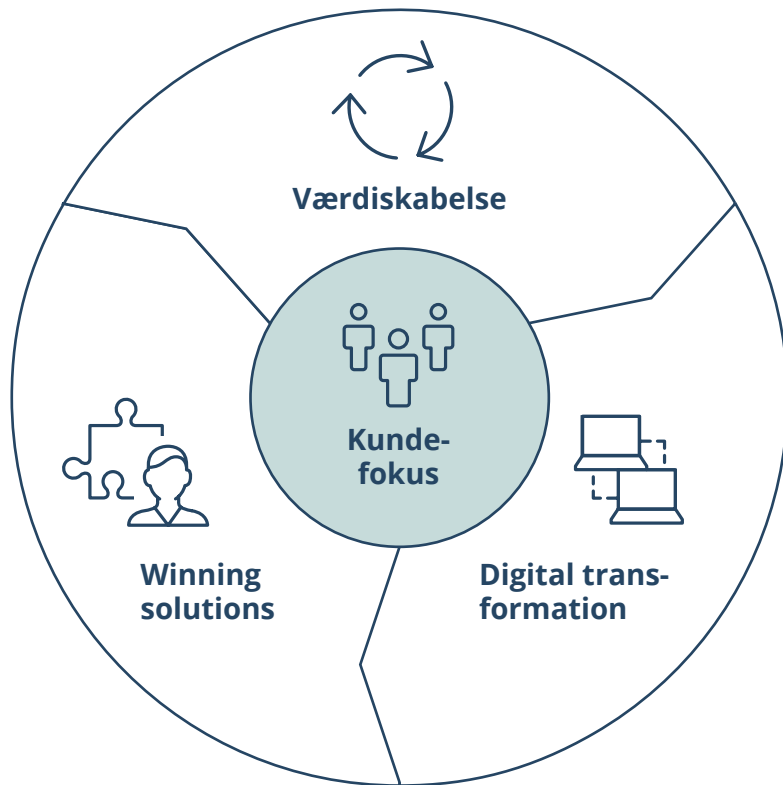 Værdiskabelse
Kunde-
fokus
Winning
solutions
Digital trans-
formation